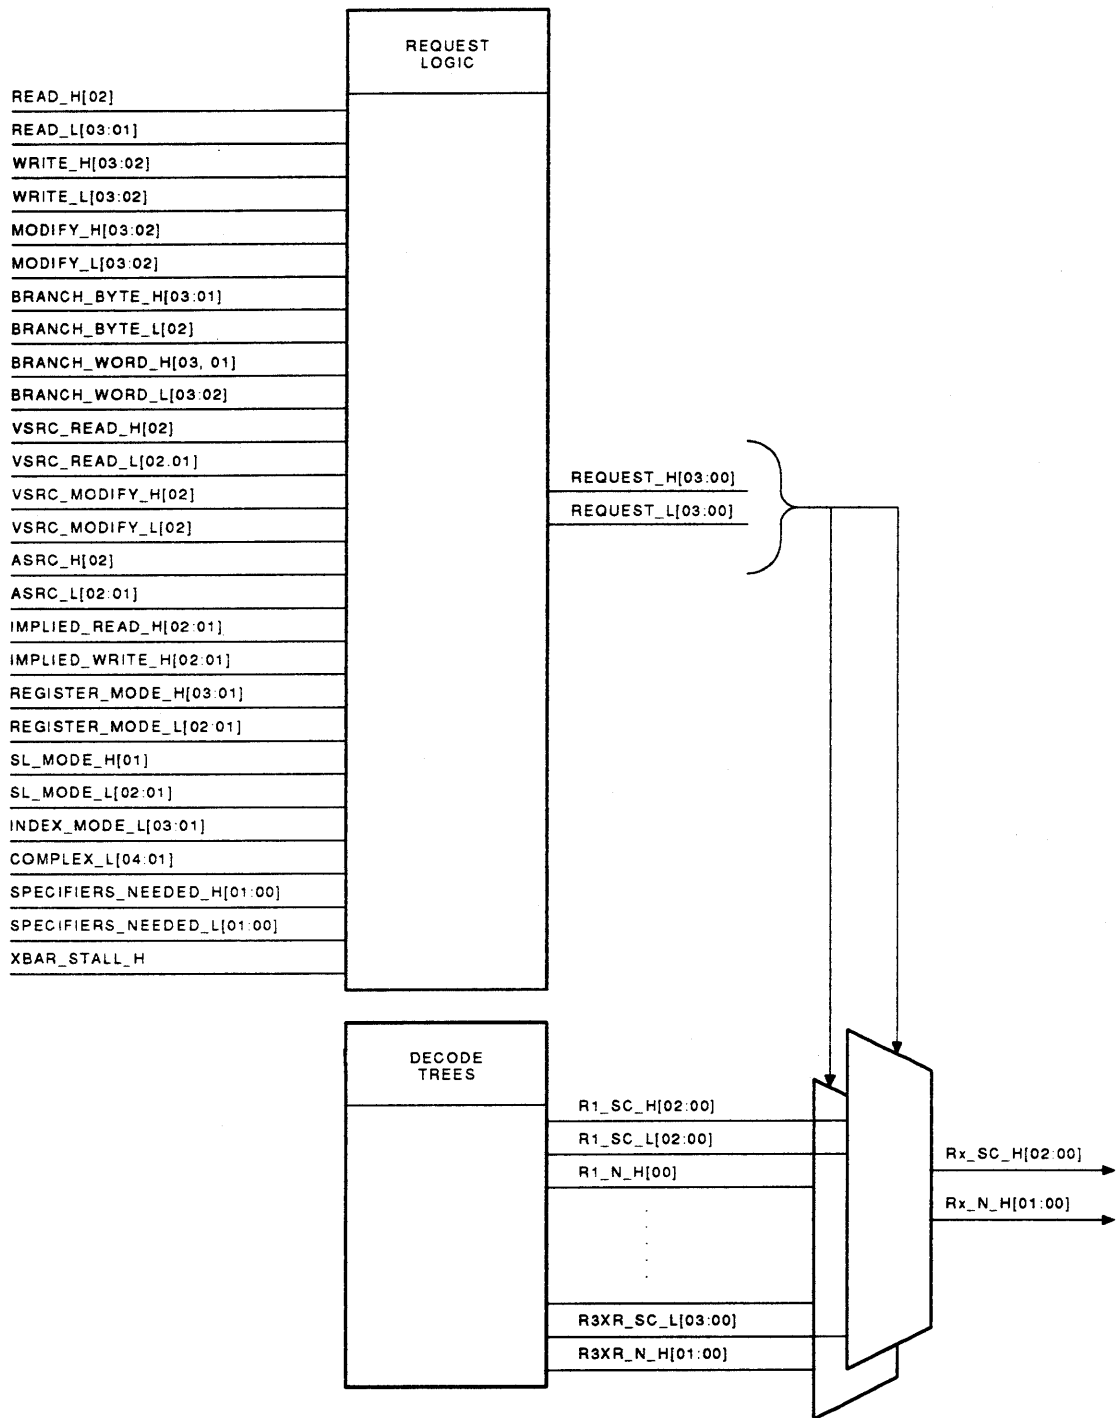 REQUEST
LOGIC
READ_H[02]
READ_L[03:01]
WRITE_H[03:02]
WRITE_L[03:02]
MODIFY_H[03:02]
MODIFY_L[03:02]
BRANCH_BYTE_H[03:01]
BRANCH_BYTE_L[02]
BRANCH_WORD_H[03, 01]
BRANCH_WORD_L[03:02]
VSRC_READ_H[02]
VSRC_READ_L[02.01]
VSRC_MODIFY_H[02]
VSRC_MODIFY_L[02]
ASRC_H[02]
ASRC_L[02:01]
IMPLIED_READ_H[02:01]
IMPLIED_WRITE_H[02:01]
REGISTER_MODE_H[03:01]
REGISTER_MODE_L[02:01]
SL_MODE_H[01]
SL_MODE_L[02:01]
INDEX_MODE_L[03:01]
COMPLEX_L[04:01]
SPECIFIERS_NEEDED_H[01:00]
SPECIFIERS_NEEDED_L[01:00]
XBAR_STALL_H
REQUEST_H[03:00]
REQUEST_L[03:00]
DECODE
TREES
R1_SC_H[02:00]
R1_SC_L[02:00]
R1_N_H[00]
R3XR_SC_L[03:00]
R3XR_N_H[01:00]
Rx_SC_H[02:00]
Rx_N_H[01:00]